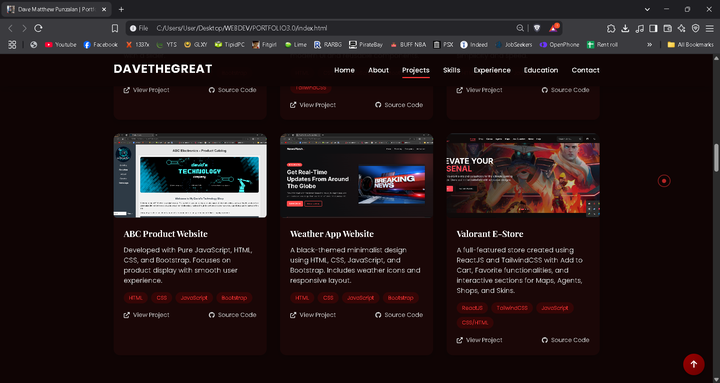 Dave Matthew Punzalan | Portf
File C:/Users/User/Desktop/WEBDEV/PORTFOLIO3.0/index.html
Youtube Facebook 1337x YTS GLXY TipidPC Fitgirl Lime RARBG PirateBay BUFF NBA PSX Indeed JobSeekers OpenPhone Rent roll » All Bookmarks
DAVETHEGREAT
Home About Projects Skills Experience Education Contact
TailwindCSS
View Project Source Code
View Project Source Code
View Project Source Code
ABC Electronics - Product Catalog
TECHNOLOGY
Get Real-Time
Updates From Around
The Globe
BREAKING
NEWS
EVATE YOUR
SENAL
ABC Product Website
Developed with Pure JavaScript, HTML,
CSS, and Bootstrap. Focuses on
product display with smooth user
experience.
HTML CSS JavaScript Bootstrap
View Project Source Code
Weather App Website
A black-themed minimalist design
using HTML, CSS, JavaScript, and
Bootstrap. Includes weather icons and
responsive layout.
HTML CSS JavaScript Bootstrap
View Project Source Code
Valorant E-Store
A full-featured store created using
ReactJS and TailwindCSS with Add to
Cart, Favorite functionalities, and
interactive sections for Maps, Agents,
Shops, and Skins.
ReactJS TailwindCSS JavaScript
CSS/HTML
View Project Source Code